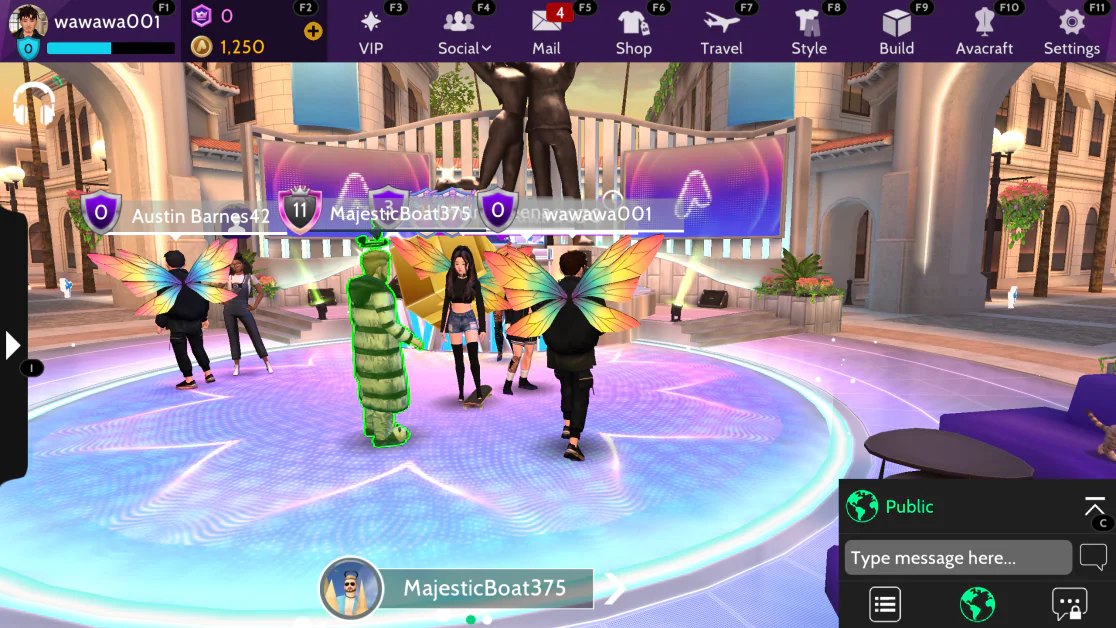 wawawa001
F1
0
0
F2
1,250
F3
VIP
F4
Social
4
F5
Mail
F6
Shop
F7
Travel
F8
Style
F9
Build
F10
Avacraft
F11
Settings
0
Austin Barnes42
11
MajesticBoat375
3
0
wawawa001
I
Public
C
Type message here...
MajesticBoat375